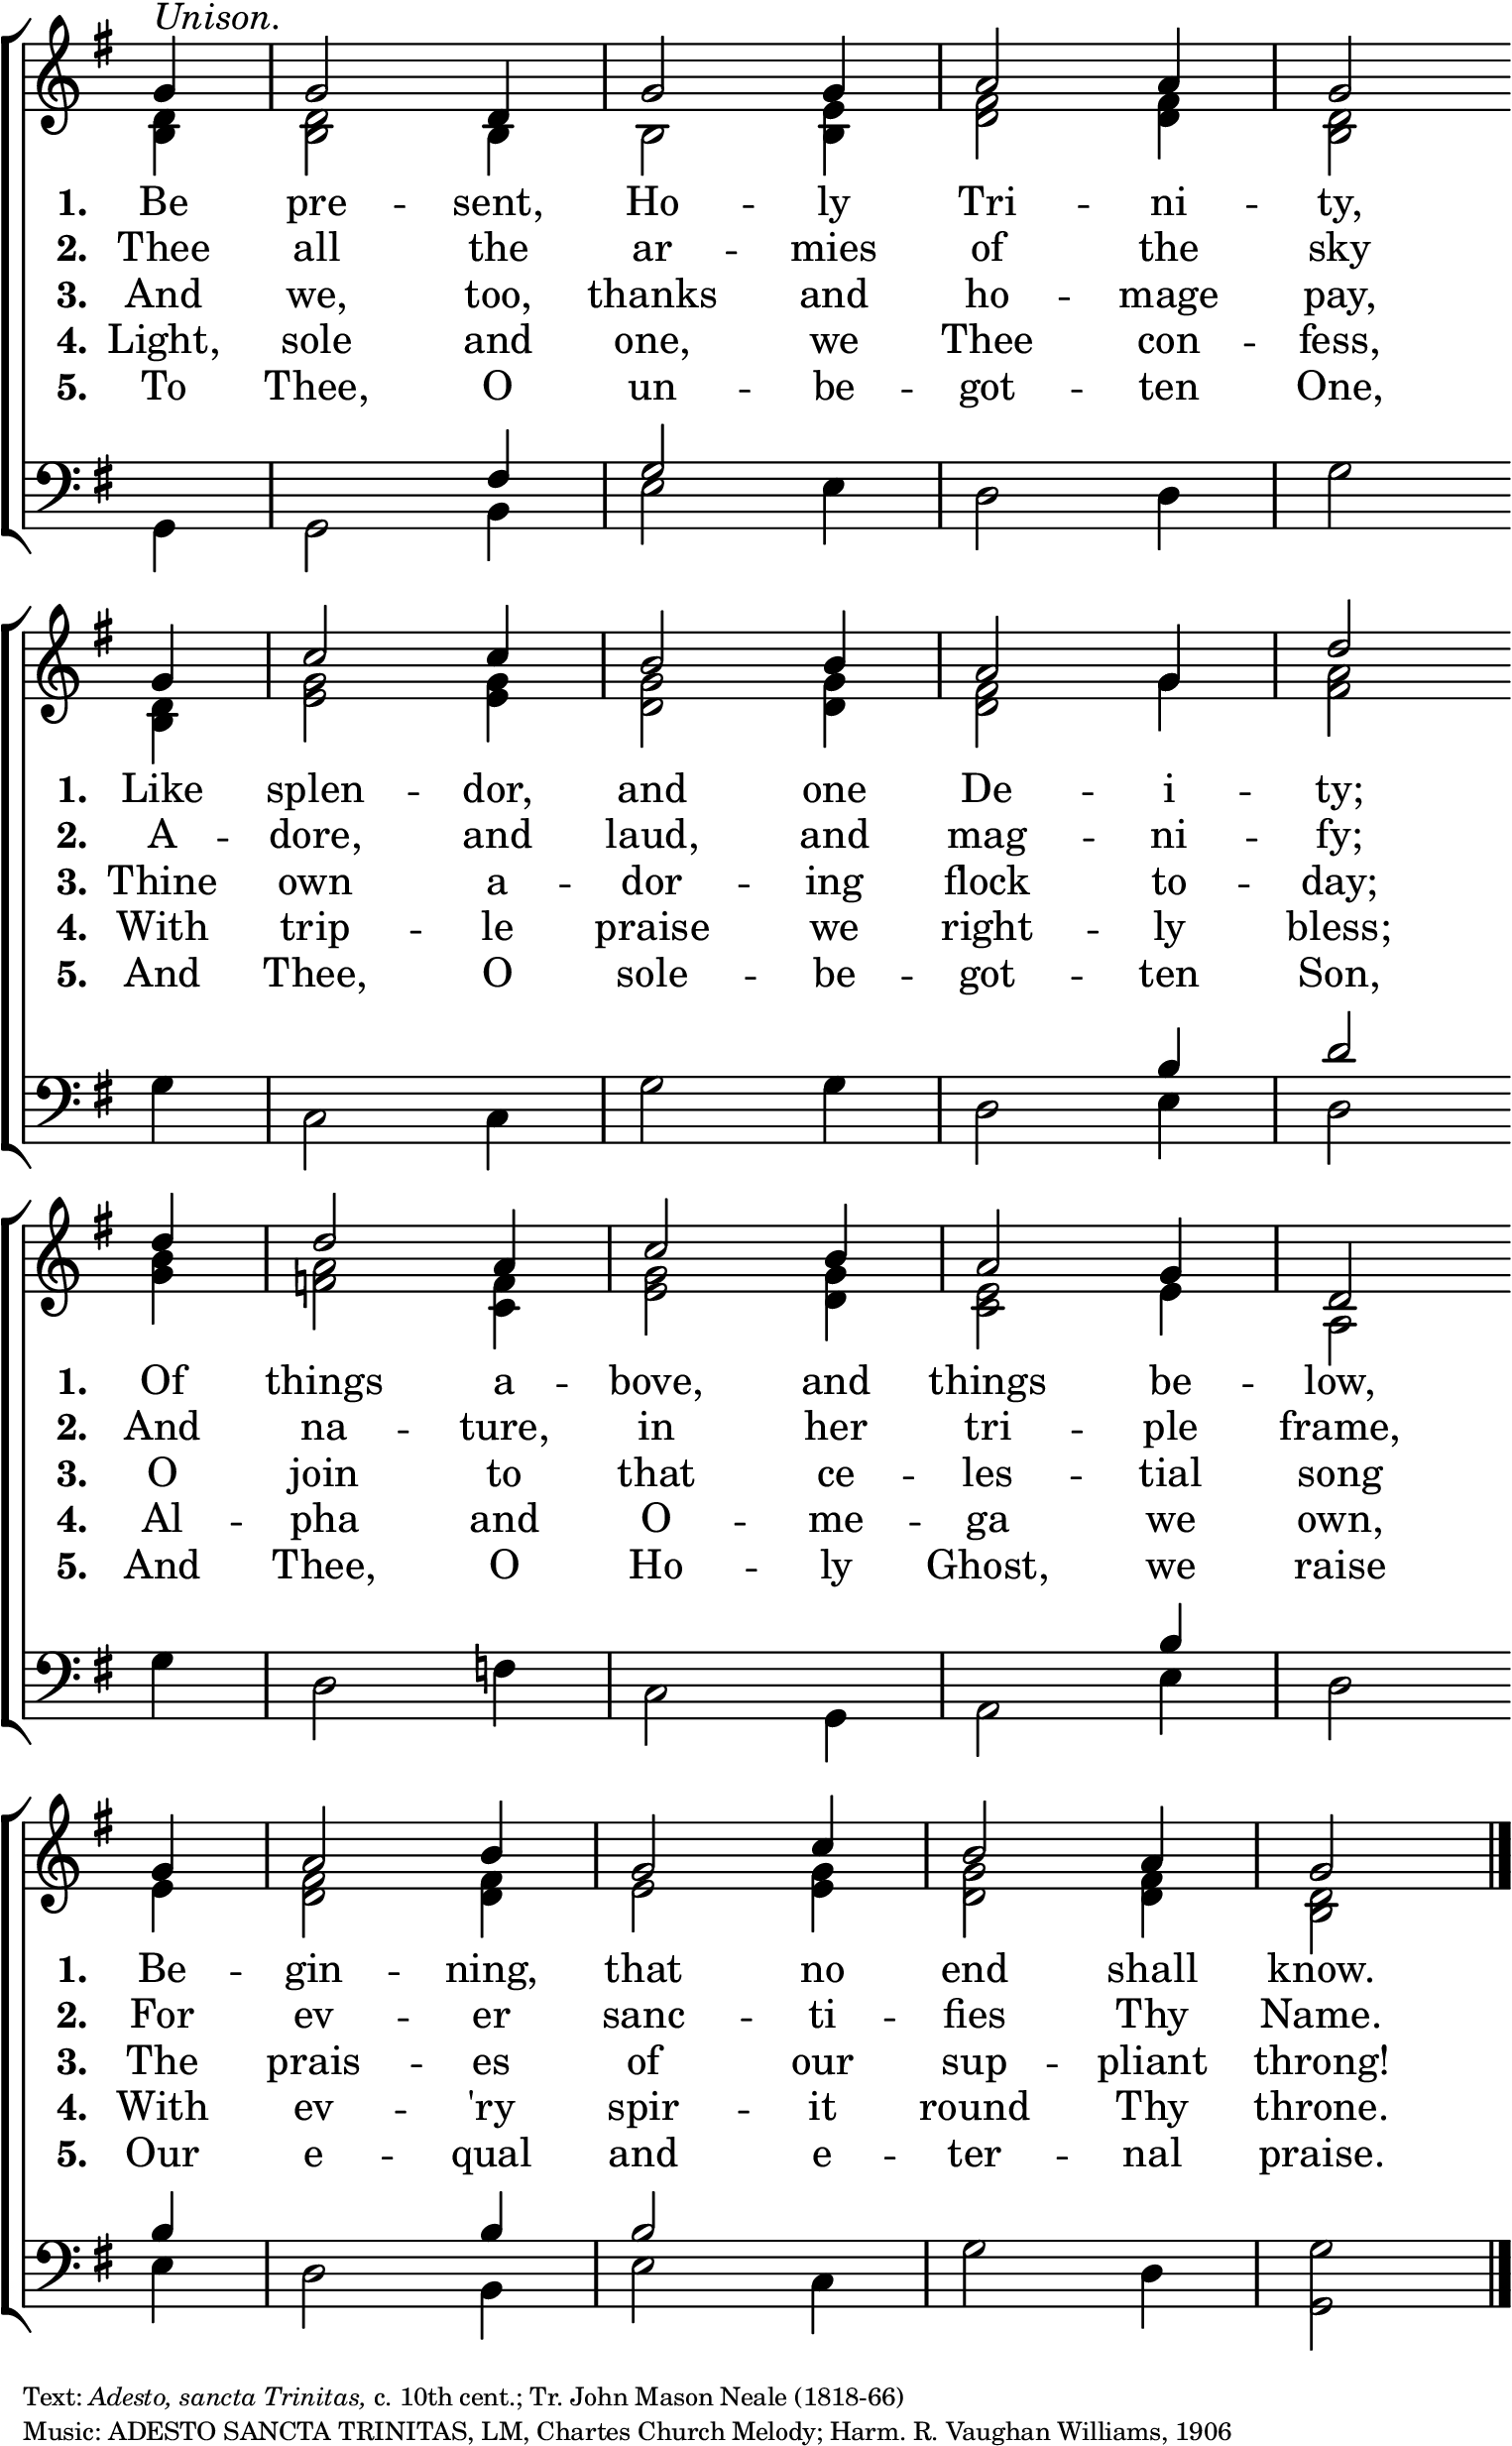 Unison.
1. Be pre - sent, Ho - ly Tri - ni - ty,
2. Thee all the ar - mies of the sky
3. And we, too, thanks and ho - mage pay,
4. Light, sole and one, we Thee con - fess,
5. To Thee, O un - be - got - ten One,
1. Like splen - dor, and one De - i - ty;
2. A - dore, and laud, and mag - ni - fy;
3. Thine own a - dor - ing flock to - day;
4. With trip - le praise we right - ly bless;
5. And Thee, O sole - be - got - ten Son,
1. Of things a - bove, and things be - low,
2. And na - ture, in her tri - ple frame,
3. O join to that ce - les - tial song
4. Al - pha and O - me - ga we own,
5. And Thee, O Ho - ly Ghost, we raise
1. Be - gin - ning, that no end shall know.
2. For ev - er sanc - ti - fies Thy Name.
3. The prais - es of our sup - pliant throng!
4. With ev - 'ry spir - it round Thy throne.
5. Our e - qual and e - ter - nal praise.
Text: Adesto, sancta Trinitas, c. 10th cent.; Tr. John Mason Neale (1818-66)
Music: ADESTO SANCTA TRINITAS, LM, Chartes Church Melody; Harm. R. Vaughan Williams, 1906